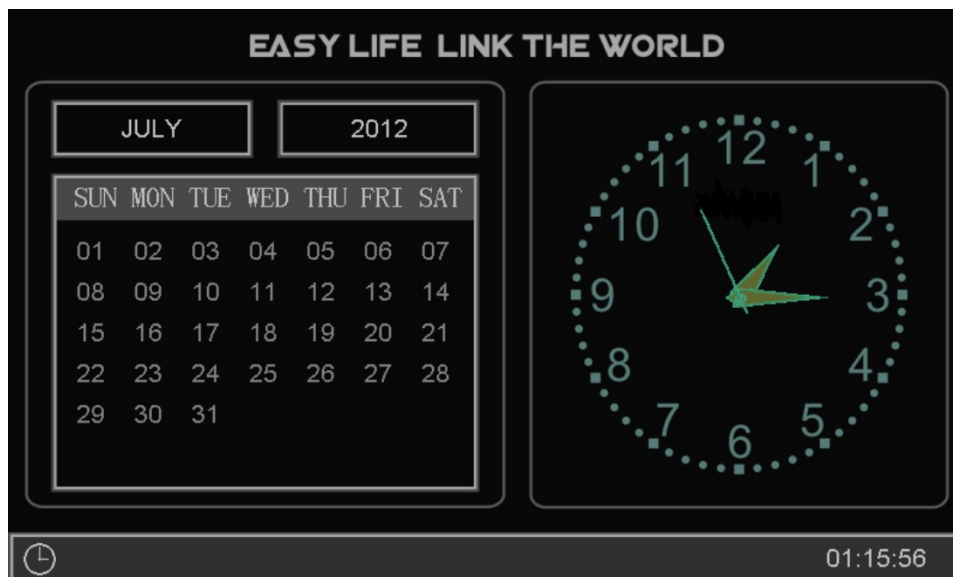 EASY LIFE LINK THE WORLD
JULY
2012
SUN MON TUE WED THU FRI SAT
01 02 03 04 05 06 07
08 09 10 11 12 13 14
15 16 17 18 19 20 21
22 23 24 25 26 27 28
29 30 31
12
11 1
10 2
9 3
8 4
7 5
6
01:15:56